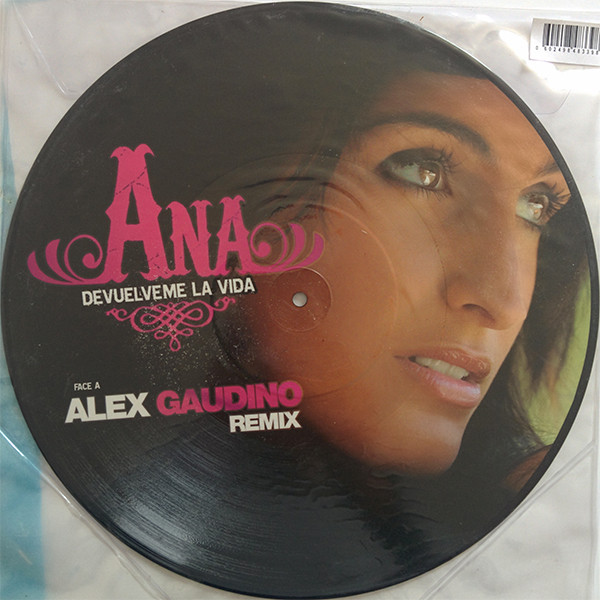 ANA
DEVUELVEME LA VIDA
FACE A
ALEX GAUDINO
REMIX